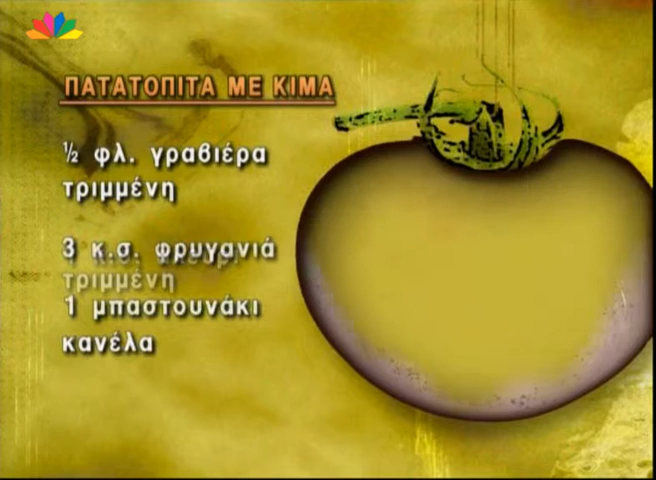 ΠΑΤΑΤΟΠΙΤΑ ΜΕ ΚΙΜΑ
½ φλ. γραβιέρα
τριμμένη
3 κ.σ. φρυγανιά
τριμμένη
1 μπαστουνάκι
κανέλα